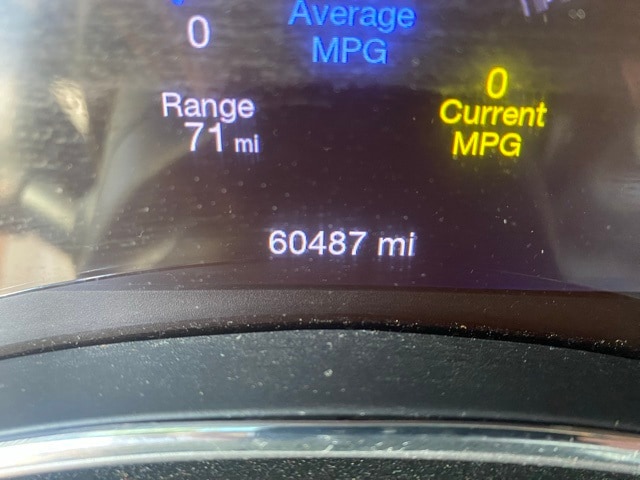 Average
0
MPG
0
Range
Current
71 mi
MPG
60487 mi